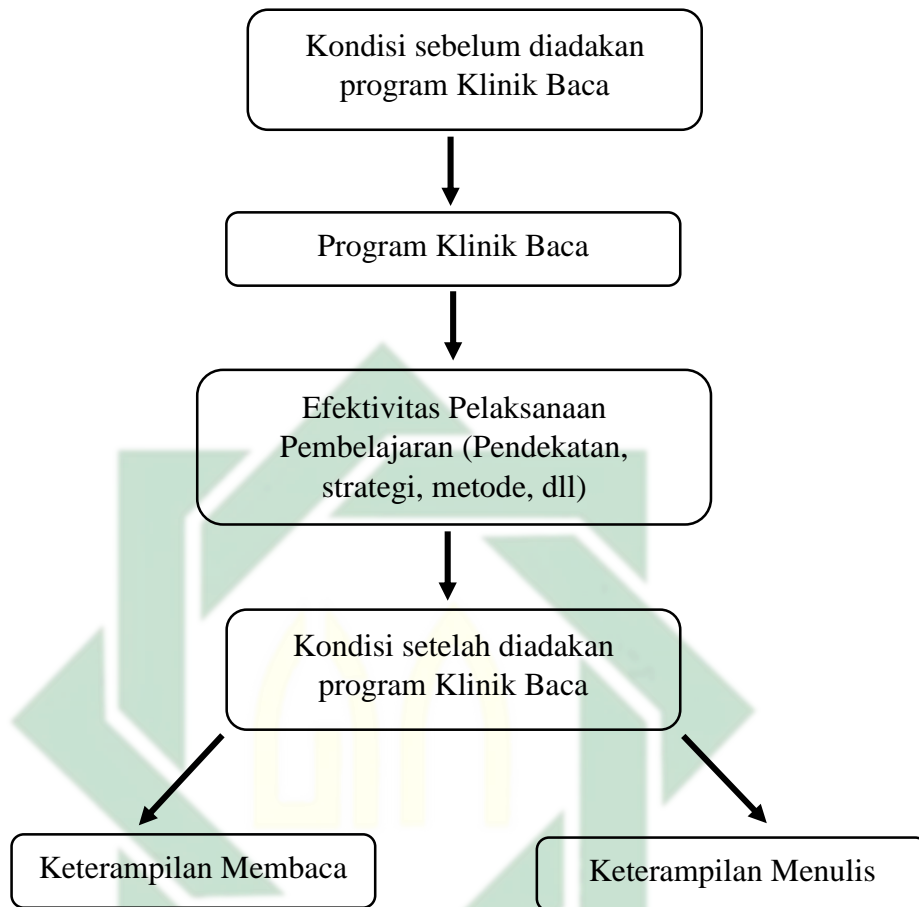 Kondisi sebelum diadakan
program Klinik Baca
Program Klinik Baca
Efektivitas Pelaksanaan
Pembelajaran (Pendekatan,
strategi, metode, dll)
Kondisi setelah diadakan
program Klinik Baca
Keterampilan Membaca
Keterampilan Menulis